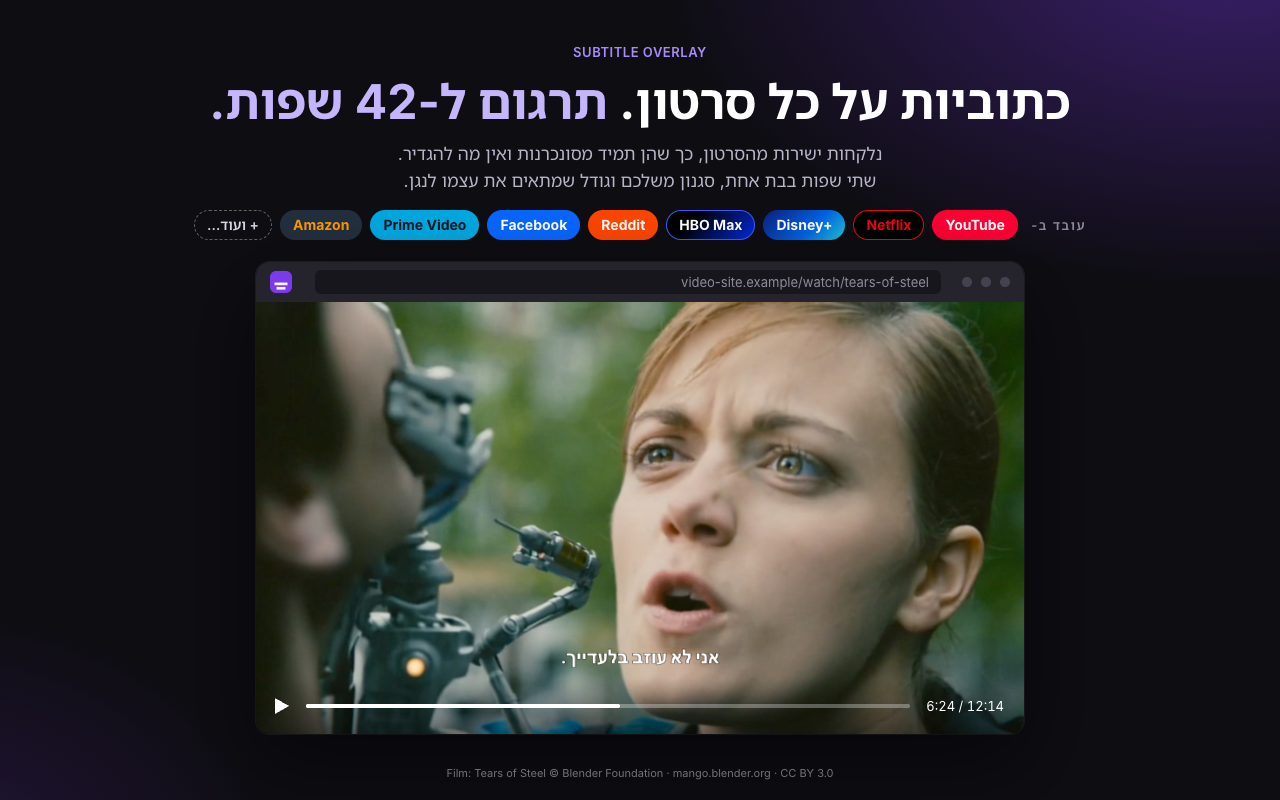 SUBTITLE OVERLAY
כתוביות על כל סרטון. תרגום ל-42 שפות.
נלקחות ישירות מהסרטון, כך שהן תמיד מסונכרנות ואין מה להגדיר.
שתי שפות בבת אחת, סגנון משלכם וגודל שמתאים את עצמו לנגן.
עובד ב- YouTube Netflix Disney+ HBO Max Reddit Facebook Prime Video Amazon + ועוד...
video-site.example/watch/tears-of-steel
אני לא עוזב בלעדייך.
6:24 / 12:14
Film: Tears of Steel © Blender Foundation · mango.blender.org · CC BY 3.0